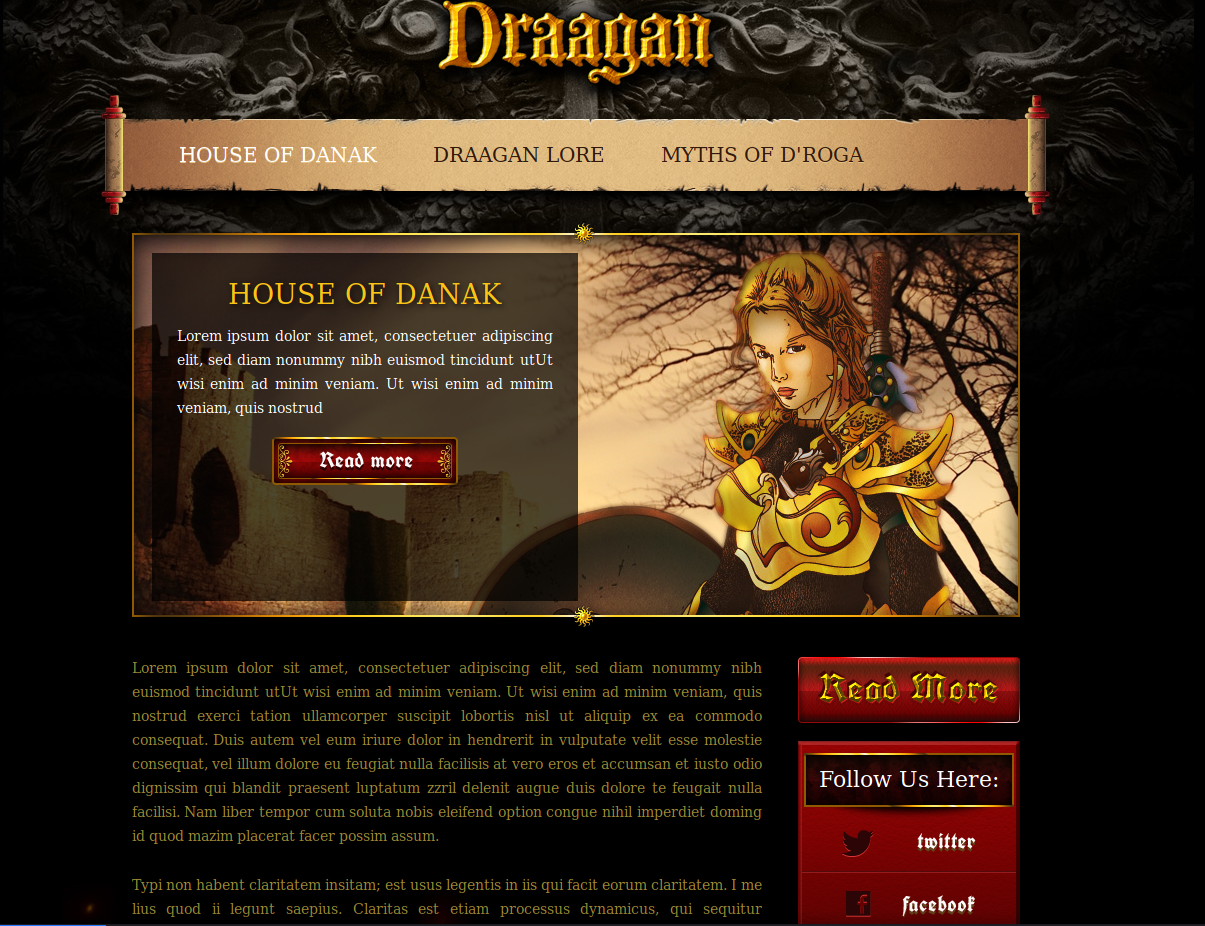 Draagan
HOUSE OF DANAK DRAAGAN LORE MYTHS OF D'ROGA
HOUSE OF DANAK
Lorem ipsum dolor sit amet, consectetuer adipiscing
elit, sed diam nonummy nibh euismod tincidunt utUt
wisi enim ad minim veniam. Ut wisi enim ad minim
veniam, quis nostrud
Read more
Lorem ipsum dolor sit amet, consectetuer adipiscing elit, sed diam nonummy nibh
euismod tincidunt utUt wisi enim ad minim veniam. Ut wisi enim ad minim veniam, quis
nostrud exerci tation ullamcorper suscipit lobortis nisl ut aliquip ex ea commodo
consequat. Duis autem vel eum iriure dolor in hendrerit in vulputate velit esse molestie
consequat, vel illum dolore eu feugiat nulla facilisis at vero eros et accumsan et iusto odio
dignissim qui blandit praesent luptatum zzril delenit augue duis dolore te feugait nulla
facilisi. Nam liber tempor cum soluta nobis eleifend option congue nihil imperdiet doming
id quod mazim placerat facer possim assum.
Typi non habent claritatem insitam; est usus legentis in iis qui facit eorum claritatem. I me
lius quod ii legunt saepius. Claritas est etiam processus dynamicus, qui sequitur
Read More
Follow Us Here:
twitter
facebook